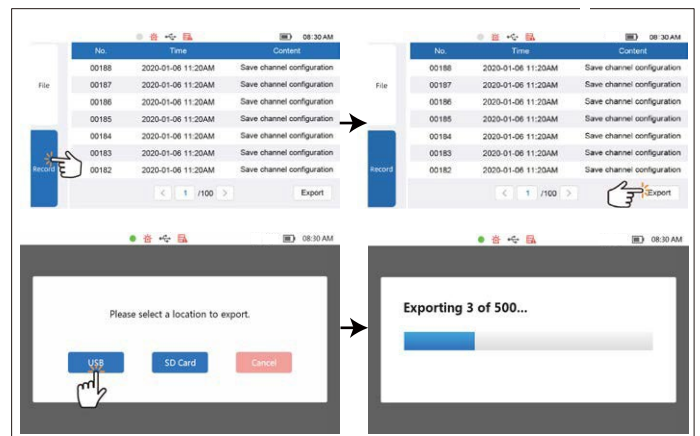 08:30 AM
No. Time Content
00188 2020-01-06 11:20AM Save channel configuration
00187 2020-01-06 11:20AM Save channel configuration
00186 2020-01-06 11:20AM Save channel configuration
00185 2020-01-06 11:20AM Save channel configuration
00184 2020-01-06 11:20AM Save channel configuration
00183 2020-01-06 11:20AM Save channel configuration
00182 2020-01-06 11:20AM Save channel configuration
File
Record
< 1 /100 > Export
08:30 AM
No. Time Content
00188 2020-01-06 11:20AM Save channel configuration
00187 2020-01-06 11:20AM Save channel configuration
00186 2020-01-06 11:20AM Save channel configuration
00185 2020-01-06 11:20AM Save channel configuration
00184 2020-01-06 11:20AM Save channel configuration
00183 2020-01-06 11:20AM Save channel configuration
00182 2020-01-06 11:20AM Save channel configuration
File
Record
< 1 /100 > Export
08:30 AM
Please select a location to export.
USB SD Card Cancel
08:30 AM
Exporting 3 of 500...